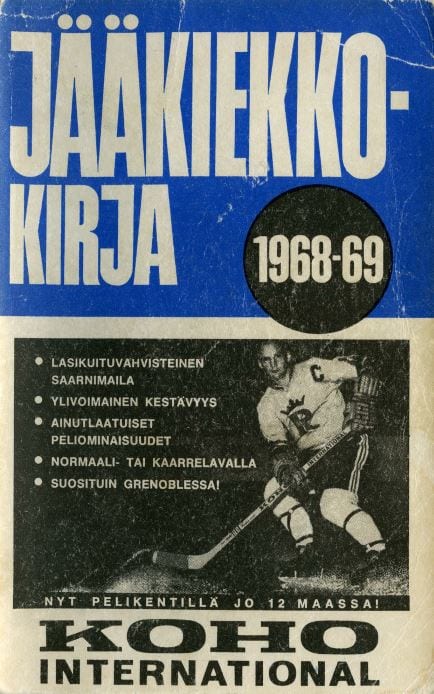 JÄÄKIEKKO-
KIRJA
1968-69
• LASIKUITUVAHVISTEINEN
SAARNIMAILA
• YLIVOIMAINEN KESTÄVYYS
• AINUTLAATUISET
PELIOMINAISUUDET
• NORMAALI- TAI KAARRELAVALLA
• SUOSITUIN GRENOBLESSA!
C
R
INTERNATIONAL
NYT PELIKENTILLÄ JO 12 MAASSA!
KOHO
INTERNATIONAL